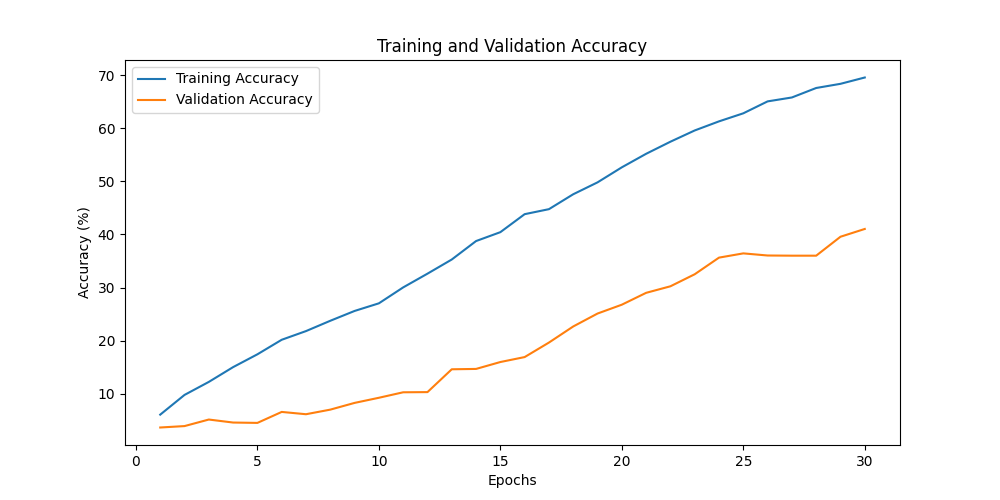 Training and Validation Accuracy
Training Accuracy
Validation Accuracy
Accuracy (%)
70
60
50
40
30
20
10
0 5 10 15 20 25 30
Epochs